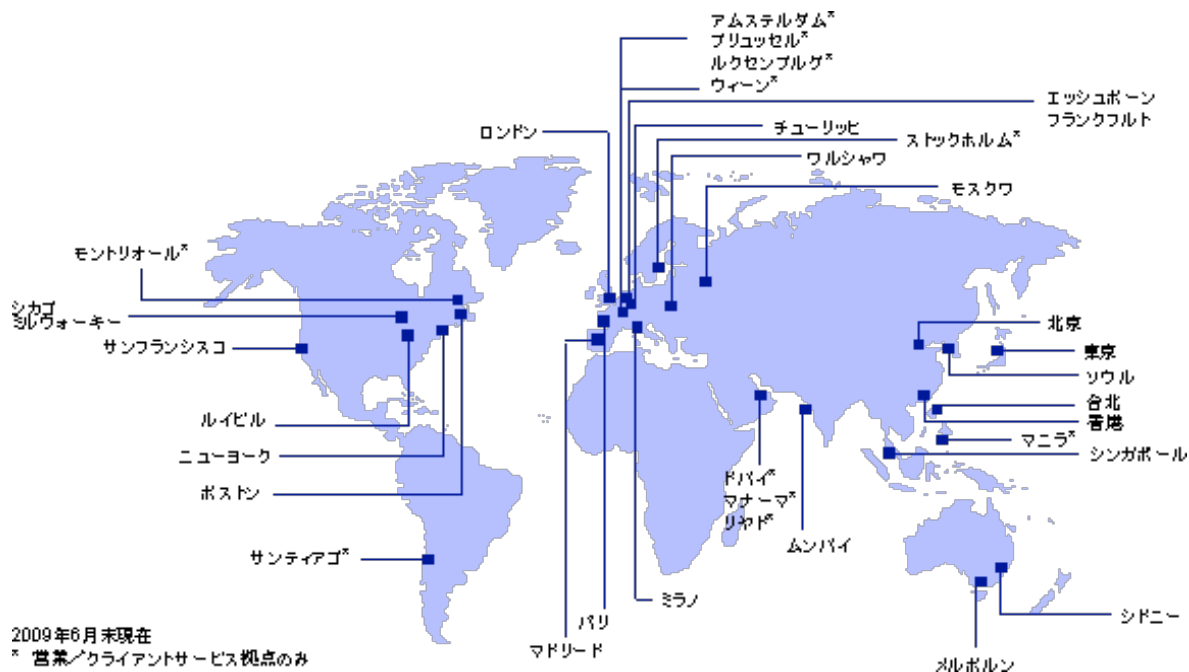 アムステルダム*
ブリュッセル*
ルクセンブルグ*
ウィーン*
エッシュボーン
フランクフルト
ロンドン
チューリッヒ
ストックホルム*
ワルシャワ
モスクワ
モントリオール*
シカゴ
ミルウォーキー
サンフランシスコ
北京
東京
ソウル
ルイビル
台北
香港
ニューヨーク
マニラ*
シンガポール
ボストン
ドバイ*
マナーマ*
リヤド*
ムンバイ
サンティアゴ*
ミラノ
パリ
シドニー
マドリード
メルボルン
2009年6月末現在
* 営業/クライアントサービス拠点のみ